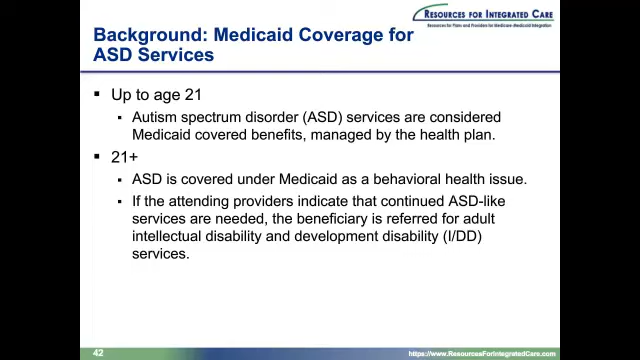 RESOURCES FOR INTEGRATED CARE
Resources for Plans and Providers for Medicare-Medicaid Integration
Background: Medicaid Coverage for
ASD Services
▪ Up to age 21
▪ Autism spectrum disorder (ASD) services are considered
Medicaid covered benefits, managed by the health plan.
▪ 21+
▪ ASD is covered under Medicaid as a behavioral health issue.
▪ If the attending providers indicate that continued ASD-like
services are needed, the beneficiary is referred for adult
intellectual disability and development disability (I/DD)
services.
42
https://www.ResourcesForIntegratedCare.com/